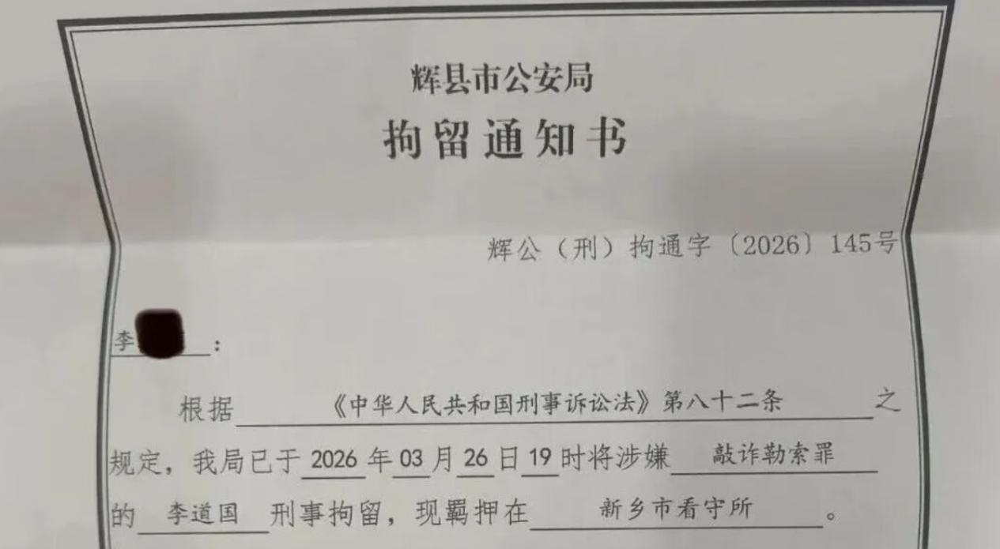 辉县市公安局
拘留通知书
辉公（刑）拘通字〔2026〕145号
李 ：
根据《中华人民共和国刑事诉讼法》第八十二条之
规定，我局已于2026年03月26日19时将涉嫌敲诈勒索罪
的李道国刑事拘留，现羁押在新乡市看守所。